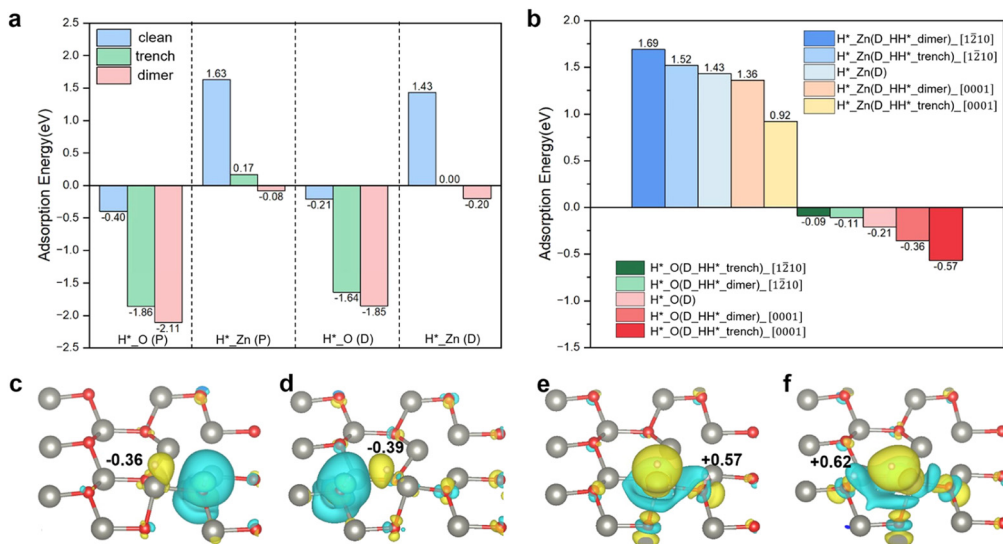 a
Adsorption Energy(eV)
2.5
2.0
1.5
1.0
0.5
0.0
-0.5
-1.0
-1.5
-2.0
-2.5
clean
trench
dimer
-0.40
-1.86
-2.11
1.63
0.17
-0.08
-0.21
-1.64
-1.85
1.43
0.00
-0.20
H*_O (P)
H*_Zn (P)
H*_O (D)
H*_Zn (D)
b
Adsorption Energy(eV)
2.0
1.5
1.0
0.5
0.0
-0.5
-1.0
-1.5
1.69
1.52
1.43
1.36
0.92
-0.09
-0.11
-0.21
-0.36
-0.57
H*_Zn(D_HH*_dimer)_[12̄10]
H*_Zn(D_HH*_trench)_[12̄10]
H*_Zn(D)
H*_Zn(D_HH*_dimer)_[0001]
H*_Zn(D_HH*_trench)_[0001]
H*_O(D_HH*_trench)_[12̄10]
H*_O(D_HH*_dimer)_[12̄10]
H*_O(D)
H*_O(D_HH*_dimer)_[0001]
H*_O(D_HH*_trench)_[0001]
c
-0.36
d
-0.39
e
+0.57
f
+0.62